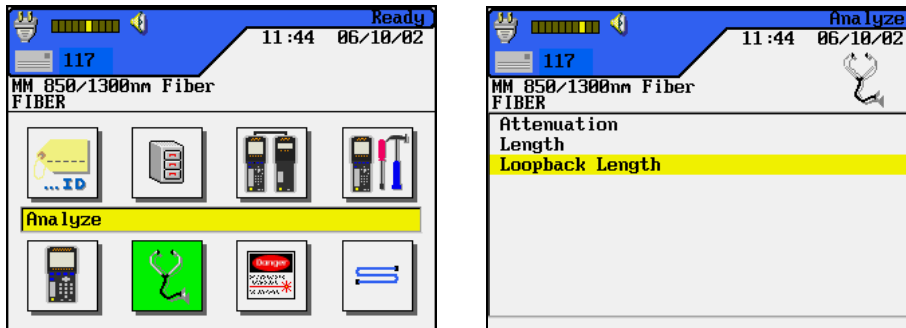 Ready
11:44 06/10/02
117
MM 850/1300nm Fiber
FIBER
...ID
Analyze
Danger
Analyze
11:44 06/10/02
117
MM 850/1300nm Fiber
FIBER
Attenuation
Length
Loopback Length